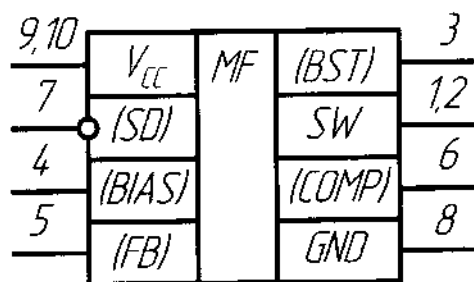 9,10 V_CC MF (BST) 3
7 (SD) SW 1,2
4 (BIAS) (COMP) 6
5 (FB) GND 8